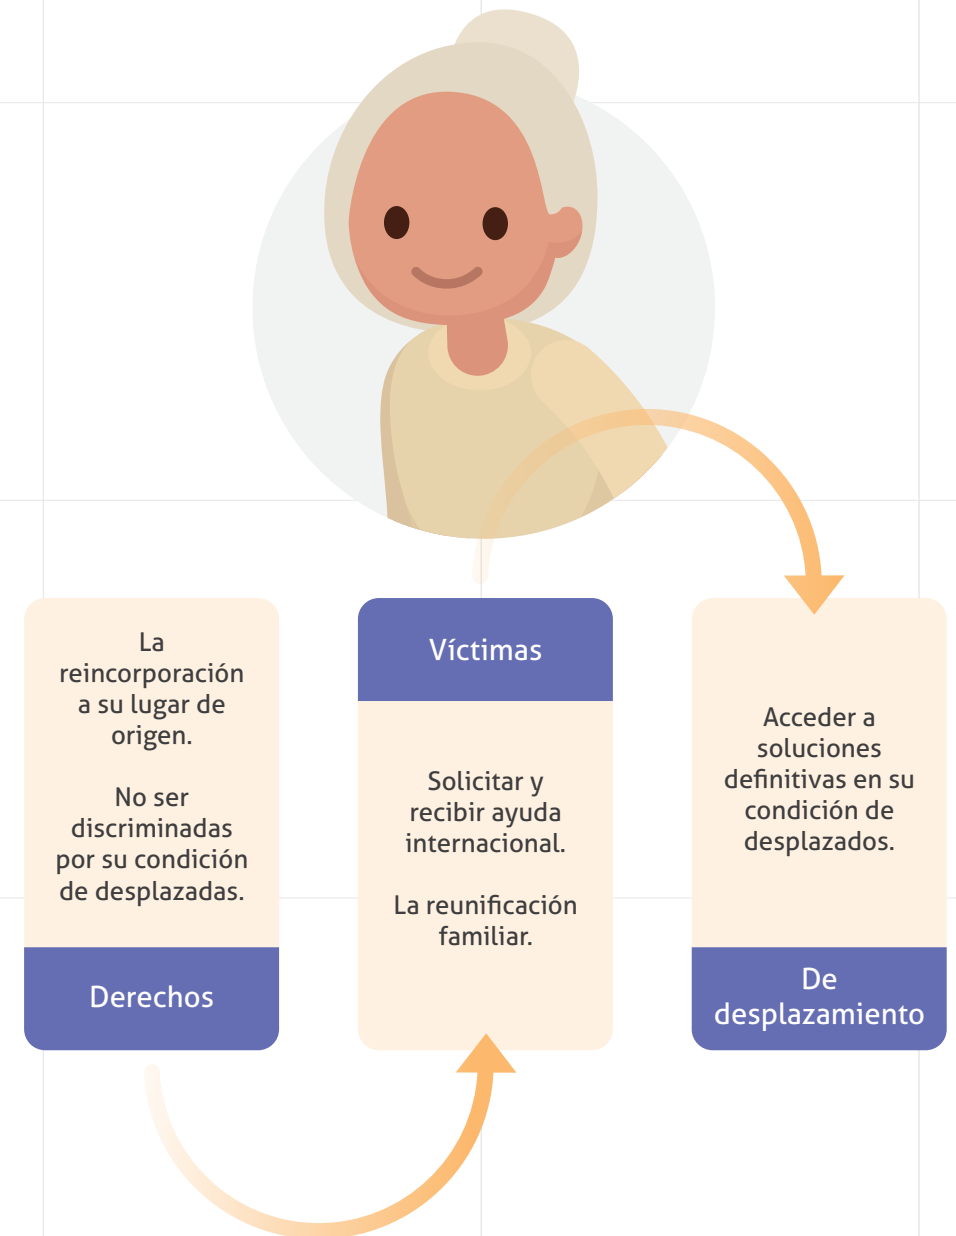 La
reincorporación
a su lugar de
origen.
No ser
discriminadas
por su condición
de desplazadas.
Derechos
Víctimas
Solicitar y
recibir ayuda
internacional.
La reunificación
familiar.
Acceder a
soluciones
definitivas en su
condición de
desplazados.
De
desplazamiento